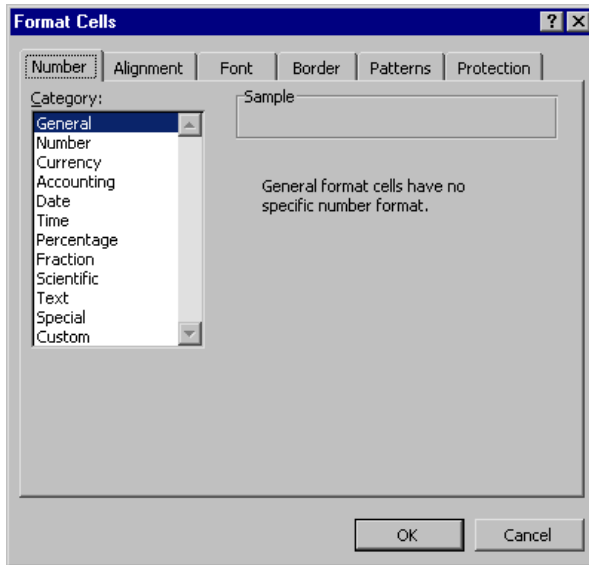 Format Cells
Number Alignment Font Border Patterns Protection
Category:
General
Number
Currency
Accounting
Date
Time
Percentage
Fraction
Scientific
Text
Special
Custom
Sample
General format cells have no
specific number format.
OK Cancel